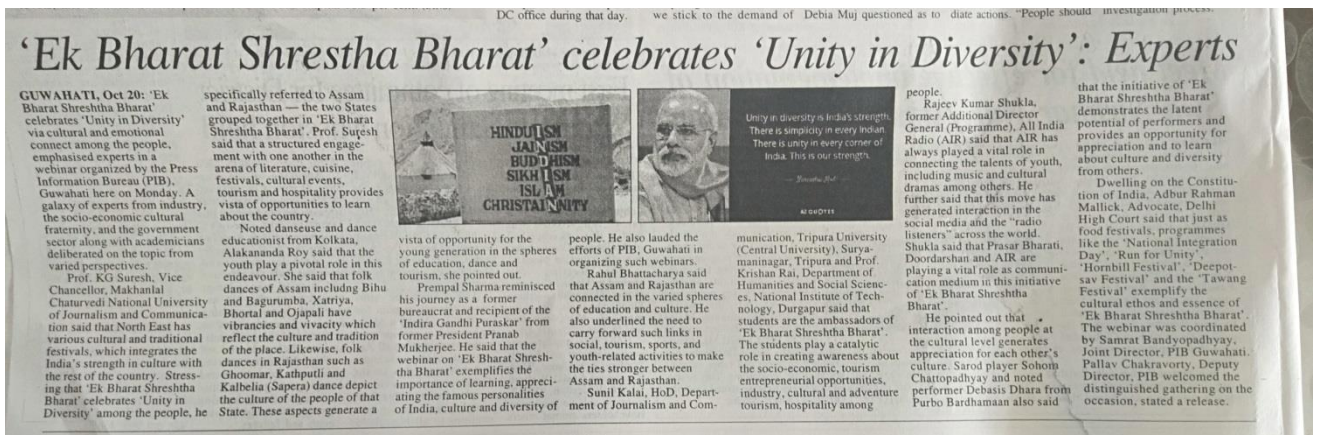 DC office during that day.
we stick to the demand of
Debia Muj questioned as to
diate actions. "People should
investigation process.
‘Ek Bharat Shrestha Bharat’ celebrates ‘Unity in Diversity’: Experts
GUWAHATI, Oct 20: ‘Ek
Bharat Shreshtha Bharat’
celebrates ‘Unity in Diversity’
via cultural and emotional
connect among the people,
emphasised experts in a
webinar organized by the Press
Information Bureau (PIB),
Guwahati here on Monday. A
galaxy of experts from industry,
the socio-economic cultural
fraternity, and the government
sector along with academicians
deliberated on the topic from
varied perspectives.
Prof. KG Suresh, Vice
Chancellor, Makhanlal
Chaturvedi National University
of Journalism and Communica-
tion said that North East has
various cultural and traditional
festivals, which integrates the
India's strength in culture with
the rest of the country. Stress-
ing that ‘Ek Bharat Shreshtha
Bharat’ celebrates ‘Unity in
Diversity’ among the people, he
specifically referred to Assam
and Rajasthan — the two States
grouped together in ‘Ek Bharat
Shreshtha Bharat’. Prof. Suresh
said that a structured engage-
ment with one another in the
arena of literature, cuisine,
festivals, cultural events,
tourism and hospitality provides
vista of opportunities to learn
about the country.
Noted danseuse and dance
educationist from Kolkata,
Alakananda Roy said that the
youth play a pivotal role in this
endeavour. She said that folk
dances of Assam includng Bihu
and Bagurumba, Xatriya,
Bhortal and Ojapali have
vibrancies and vivacity which
reflect the culture and tradition
of the place. Likewise, folk
dances in Rajasthan such as
Ghoomar, Kathputli and
Kalbelia (Sapera) dance depict
the culture of the people of that
State. These aspects generate a
HINDUISM
JAINISM
BUDDHISM
SIKHISM
ISLAM
CHRISTAINNITY
Unity in diversity is India's strength.
There is simplicity in every Indian.
There is unity in every corner of
India. This is our strength.
AZ QUOTES
vista of opportunity for the
young generation in the spheres
of education, dance and
tourism, she pointed out.
Prempal Sharma reminisced
his journey as a former
bureaucrat and recipient of the
‘Indira Gandhi Puraskar’ from
former President Pranab
Mukherjee. He said that the
webinar on ‘Ek Bharat Shresh-
tha Bharat’ exemplifies the
importance of learning, appreci-
ating the famous personalities
of India, culture and diversity of
people. He also lauded the
efforts of PIB, Guwahati in
organizing such webinars.
Rahul Bhattacharya said
that Assam and Rajasthan are
connected in the varied spheres
of education and culture. He
also underlined the need to
carry forward such links in
social, tourism, sports, and
youth-related activities to make
the ties stronger between
Assam and Rajasthan.
Sunil Kalai, HoD, Depart-
ment of Journalism and Com-
munication, Tripura University
(Central University), Surya-
maninagar, Tripura and Prof.
Krishan Rai, Department of
Humanities and Social Scienc-
es, National Institute of Tech-
nology, Durgapur said that
students are the ambassadors of
‘Ek Bharat Shreshtha Bharat’.
The students play a catalytic
role in creating awareness about
the socio-economic, tourism
entrepreneurial opportunities,
industry, cultural and adventure
tourism, hospitality among
people.
Rajeev Kumar Shukla,
former Additional Director
General (Programme), All India
Radio (AIR) said that AIR has
always played a vital role in
connecting the talents of youth,
including music and cultural
dramas among others. He
further said that this move has
generated interaction in the
social media and the “radio
listeners” across the world.
Shukla said that Prasar Bharati,
Doordarshan and AIR are
playing a vital role as communi-
cation medium in this initiative
of ‘Ek Bharat Shreshtha
Bharat’.
He pointed out that
interaction among people at
the cultural level generates
appreciation for each other's
culture. Sarod player Sohom
Chattopadhyay and noted
performer Debasis Dhara from
Purbo Bardhamaan also said
that the initiative of ‘Ek
Bharat Shreshtha Bharat’
demonstrates the latent
potential of performers and
provides an opportunity for
appreciation and to learn
about culture and diversity
from others.
Dwelling on the Constitu-
tion of India, Adhur Rahman
Mallick, Advocate, Delhi
High Court said that just as
food festivals, programmes
like the ‘National Integration
Day’, ‘Run for Unity’,
‘Hornbill Festival’, ‘Deepot-
sav Festival’ and the ‘Tawang
Festival’ exemplify the
cultural ethos and essence of
‘Ek Bharat Shreshtha Bharat’.
The webinar was coordinated
by Samrat Bandyopadhyay,
Joint Director, PIB Guwahati.
Pallav Chakravorty, Deputy
Director, PIB welcomed the
distinguished gathering on the
occasion, stated a release.